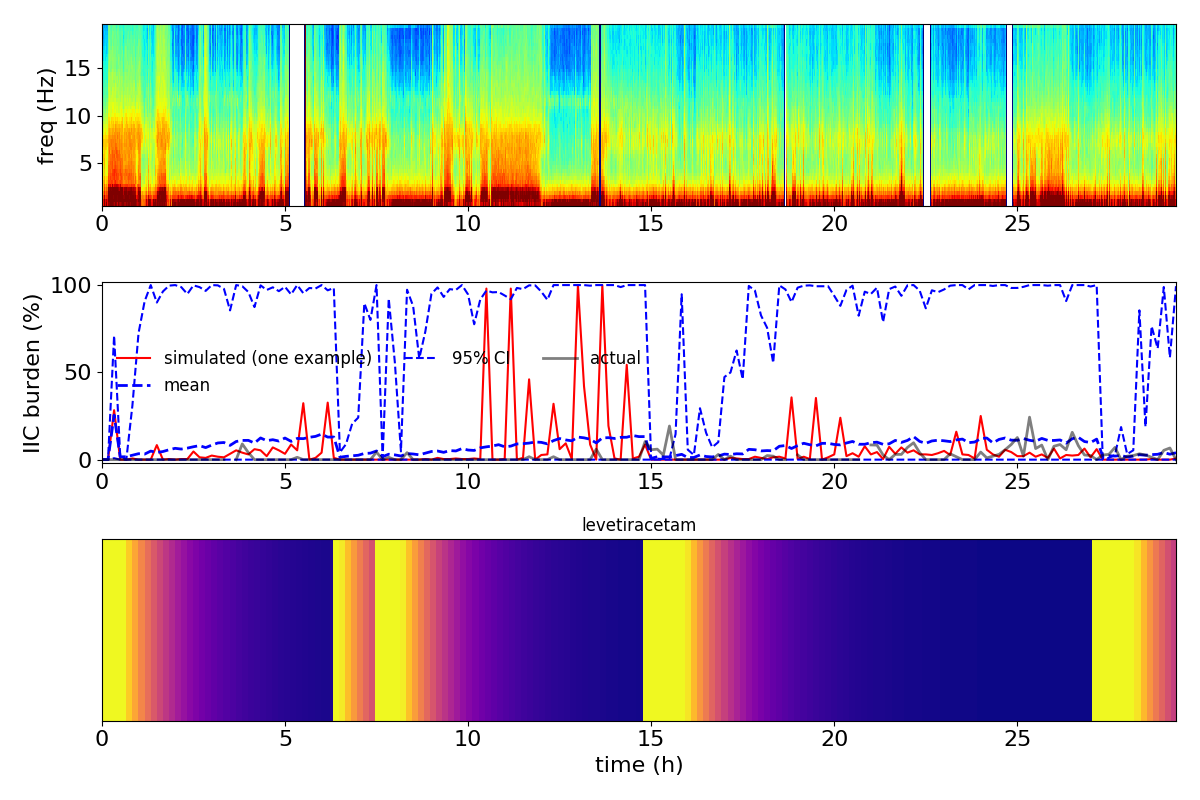 freq (Hz)
15
10
5
0 5 10 15 20 25
IIC burden (%)
100
50
0
simulated (one example) 95% CI actual
mean
0 5 10 15 20 25
levetiracetam
0 5 10 15 20 25
time (h)